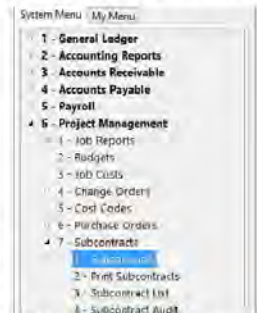 System Menu My Menu
1 - General Ledger
2 - Accounting Reports
3 - Accounts Receivable
4 - Accounts Payable
5 - Payroll
6 - Project Management
1 - Job Reports
2 - Budgets
3 - Job Costs
4 - Change Orders
5 - Cost Codes
6 - Purchase Orders
7 - Subcontracts
1 - Subcontracts
2 - Print Subcontracts
3 - Subcontract List
4 - Subcontract Audit